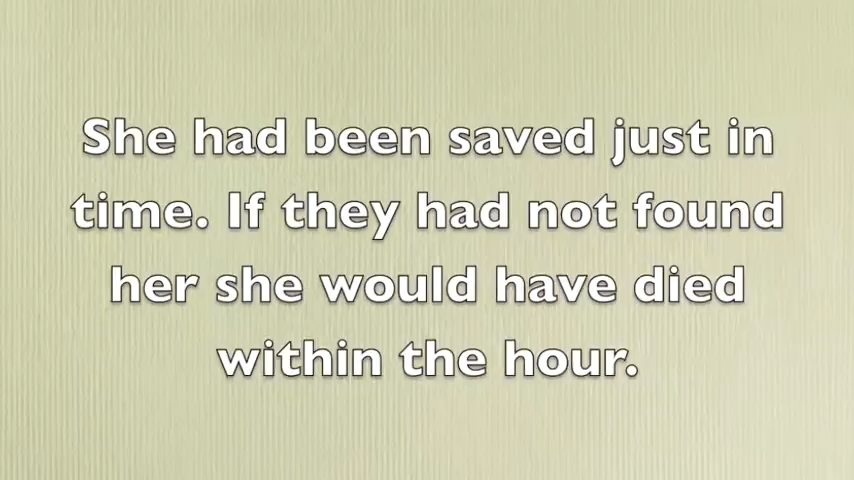 She had been saved just in
time. If they had not found
her she would have died
within the hour.